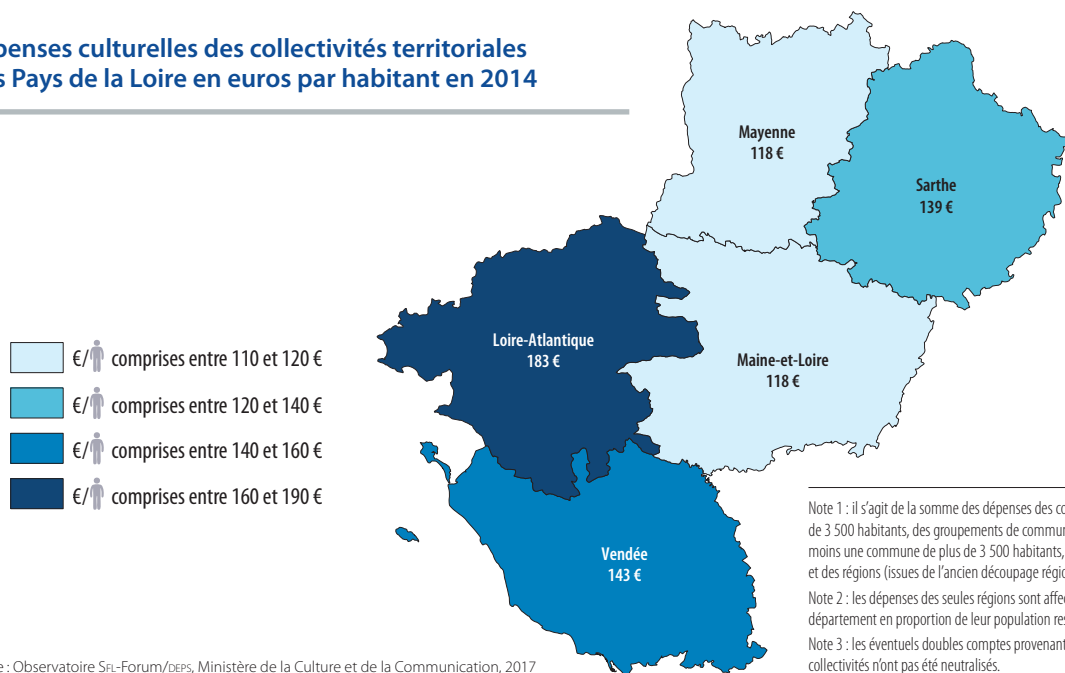 penses culturelles des collectivités territoriales
s Pays de la Loire en euros par habitant en 2014
Mayenne
118 €
Sarthe
139 €
Loire-Atlantique
183 €
Maine-et-Loire
118 €
Vendée
143 €
€/ comprises entre 110 et 120 €
€/ comprises entre 120 et 140 €
€/ comprises entre 140 et 160 €
€/ comprises entre 160 et 190 €
Note 1 : il s'agit de la somme des dépenses des co
de 3 500 habitants, des groupements de commun
moins une commune de plus de 3 500 habitants,
et des régions (issues de l'ancien découpage régio
Note 2 : les dépenses des seules régions sont affec
département en proportion de leur population res
Note 3 : les éventuels doubles comptes provenant
collectivités n'ont pas été neutralisés.
e : Observatoire SFL-Forum/DEPS, Ministère de la Culture et de la Communication, 2017